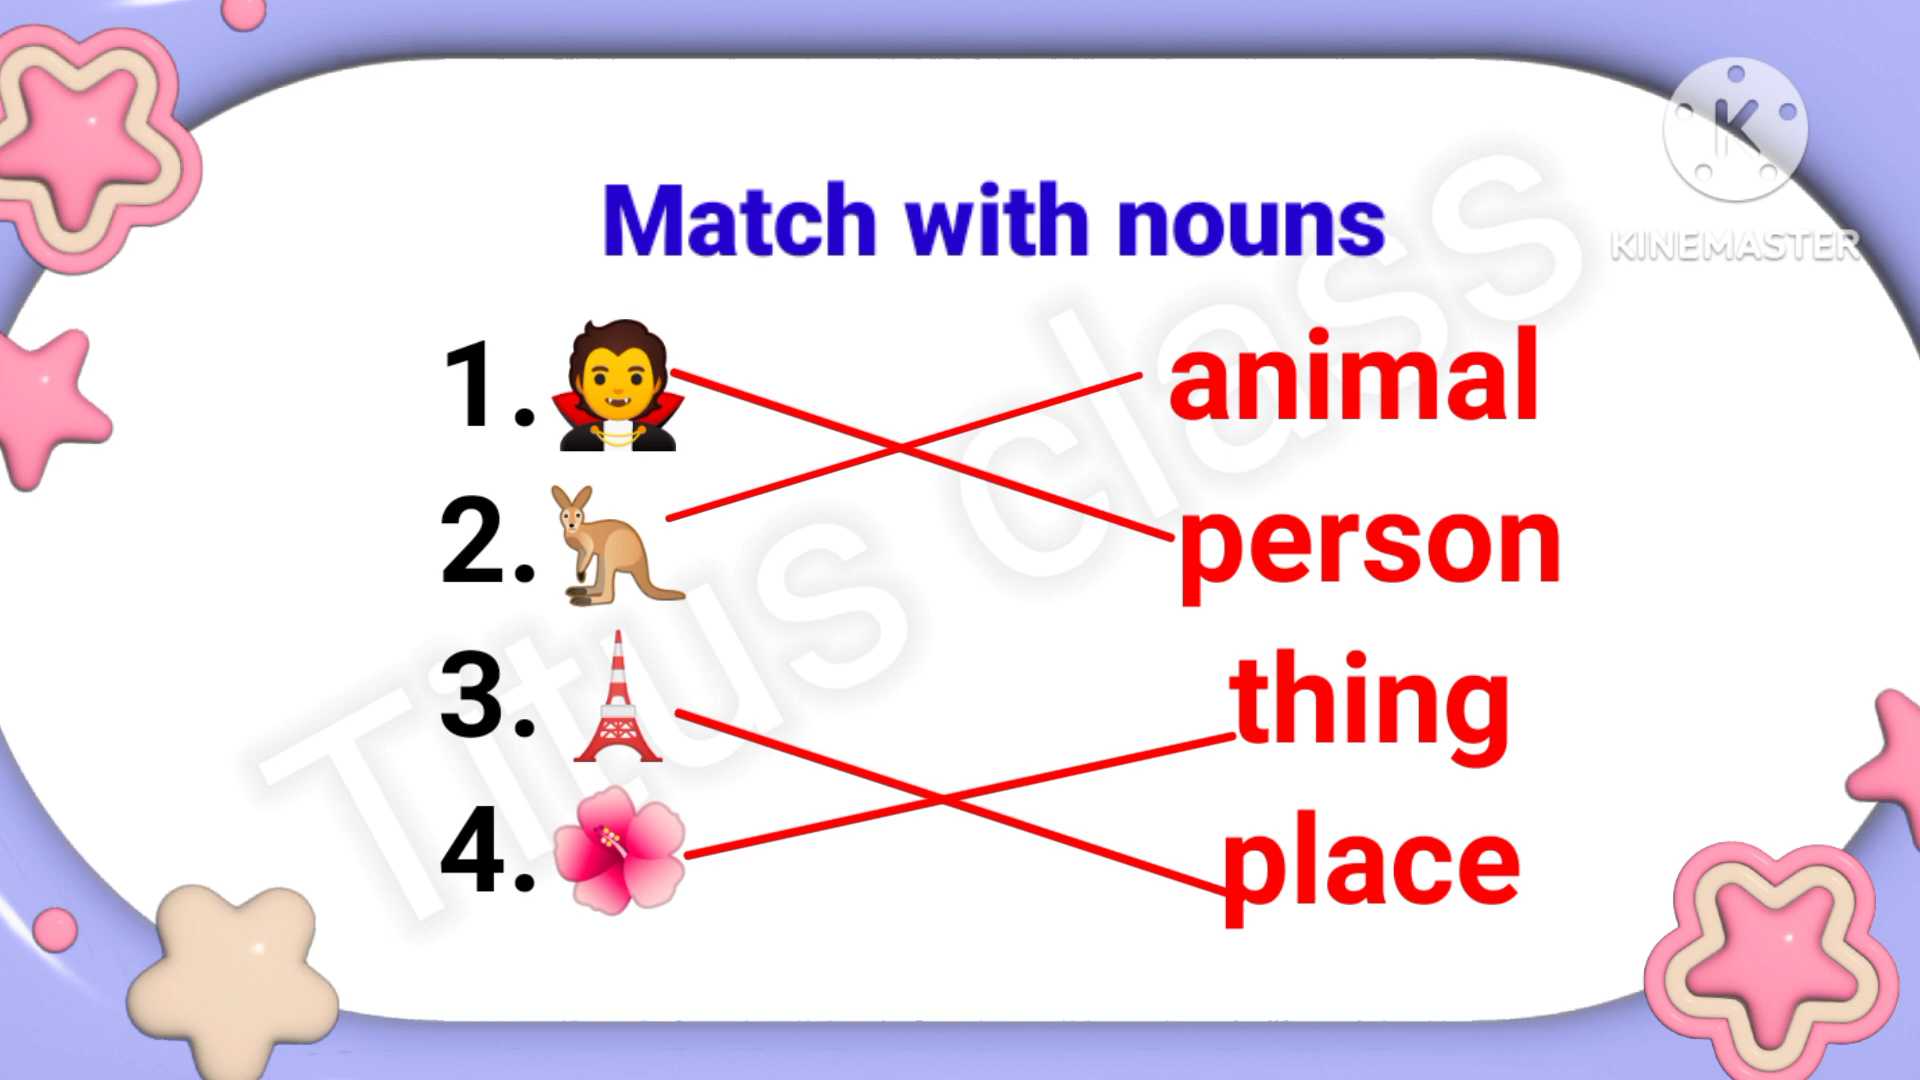 Match with nouns
KINEMASTER
1. animal
2. person
3. thing
4. place
Titus class